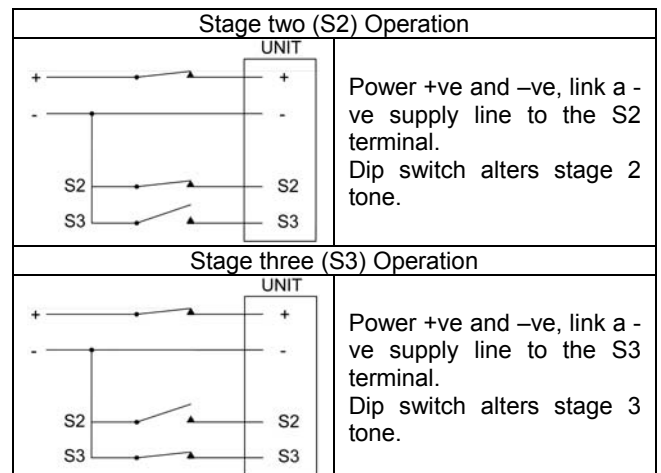 Stage two (S2) Operation
UNIT
+ +
- -
S2 S2
S3 S3
Power +ve and –ve, link a -
ve supply line to the S2
terminal.
Dip switch alters stage 2
tone.
Stage three (S3) Operation
UNIT
+ +
- -
S2 S2
S3 S3
Power +ve and –ve, link a -
ve supply line to the S3
terminal.
Dip switch alters stage 3
tone.